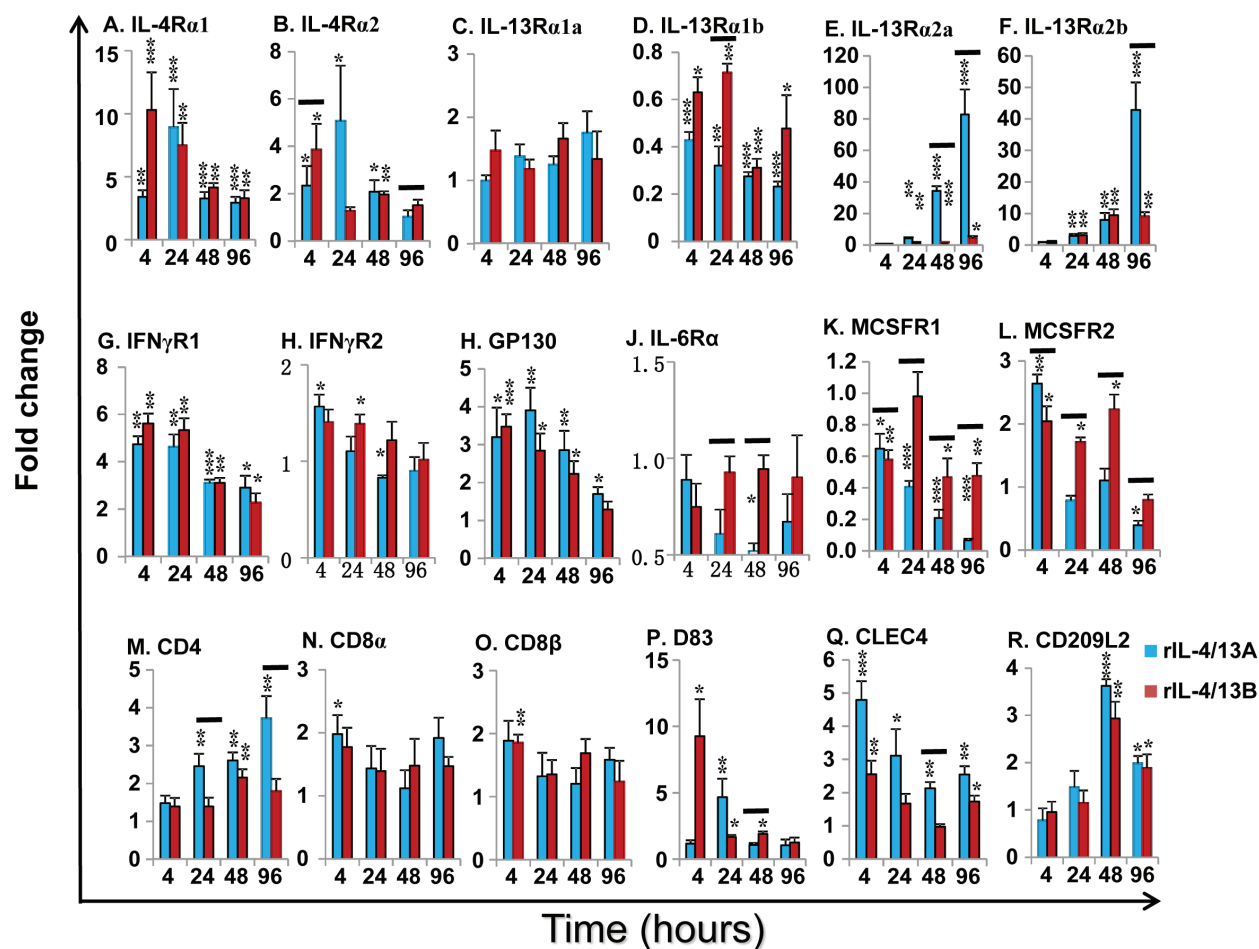 Fold change
A. IL-4Rα1
B. IL-4Rα2
C. IL-13Rα1a
D. IL-13Rα1b
E. IL-13Rα2a
F. IL-13Rα2b
15
10
5
0
4 24 48 96
8
6
4
2
0
4 24 48 96
3
2
1
0
4 24 48 96
0.8
0.6
0.4
0.2
0
4 24 48 96
120
100
80
60
40
20
0
4 24 48 96
60
50
40
30
20
10
0
4 24 48 96
G. IFNγR1
H. IFNγR2
H. GP130
J. IL-6Rα
K. MCSFR1
L. MCSFR2
8
6
4
2
0
4 24 48 96
2
1
0
4 24 48 96
5
4
3
2
1
0
4 24 48 96
1.5
1.0
0.5
4 24 48 96
1.2
1.0
0.8
0.6
0.4
0.2
0.0
4 24 48 96
3
2
1
0
4 24 48 96
M. CD4
N. CD8α
O. CD8β
P. D83
Q. CLEC4
R. CD209L2
5
4
3
2
1
0
4 24 48 96
3
2
1
0
4 24 48 96
3
2
1
0
4 24 48 96
15
10
5
0
4 24 48 96
6
5
4
3
2
1
0
4 24 48 96
4
3
2
1
0
4 24 48 96
rIL-4/13A
rIL-4/13B
Time (hours)